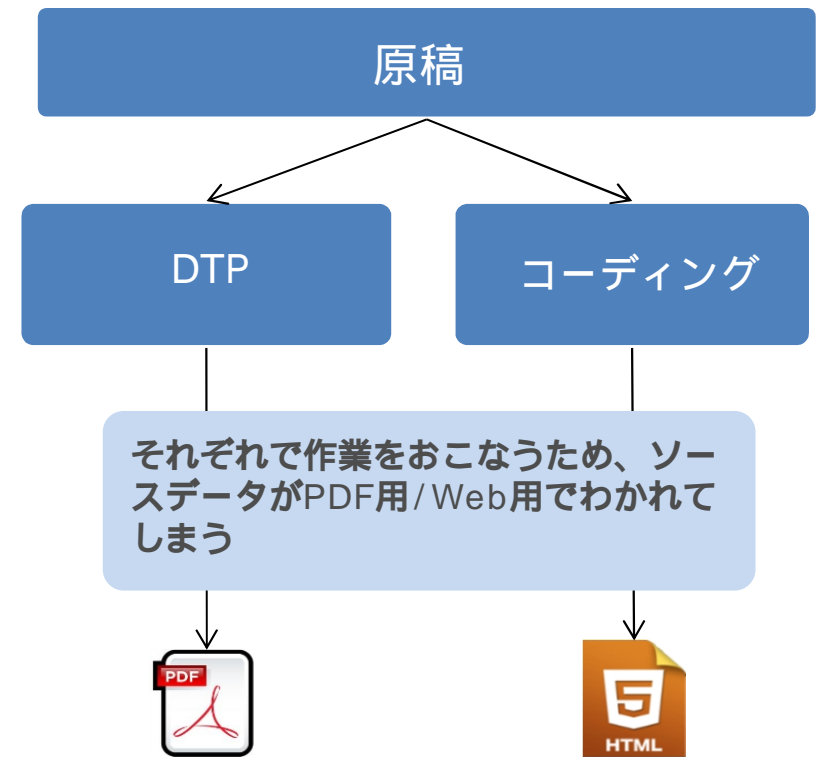 原稿
DTP
コーディング
それぞれで作業をおこなうため、ソー
スデータがPDF用/Web用でわかれて
しまう
PDF
5
HTML